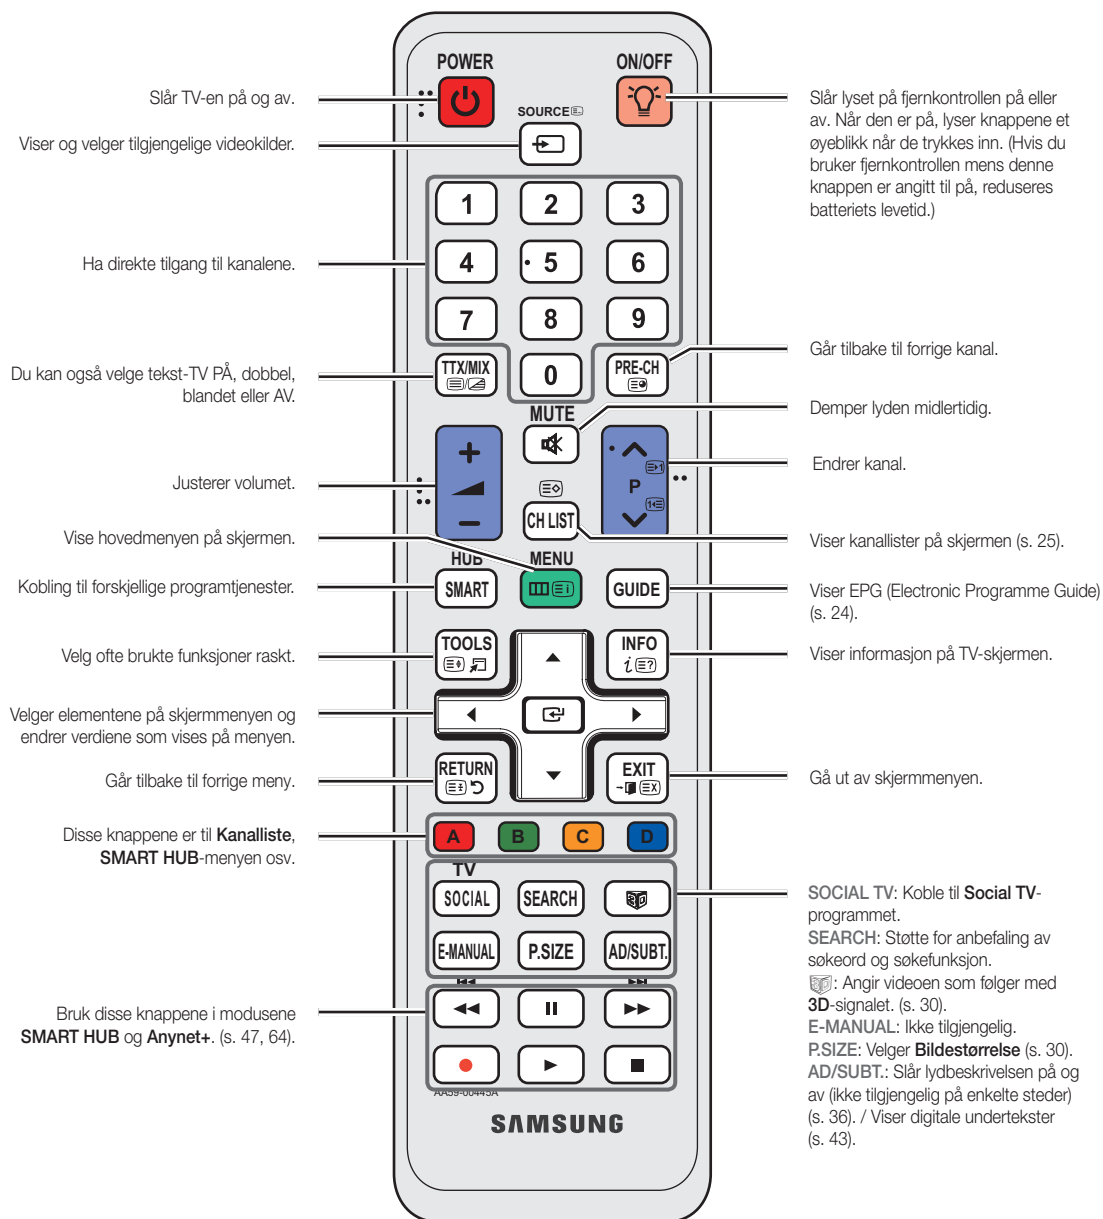 POWER
ON/OFF
SOURCE
Slår TV-en på og av.
Viser og velger tilgjengelige videokilder.
Ha direkte tilgang til kanalene.
Du kan også velge tekst-TV PÅ, dobbel,
blandet eller AV.
Justerer volumet.
Vise hovedmenyen på skjermen.
Kobling til forskjellige programtjenester.
Velg ofte brukte funksjoner raskt.
Velger elementene på skjermmenyen og
endrer verdiene som vises på menyen.
Går tilbake til forrige meny.
Disse knappene er til Kanalliste,
SMART HUB-menyen osv.
Bruk disse knappene i modusene
SMART HUB og Anynet+. (s. 47, 64).
1 2 3
4 5 6
7 8 9
TTX/MIX 0 PRE-CH
MUTE
P
CH LIST
HUB MENU
SMART GUIDE
TOOLS INFO
RETURN EXIT
A B C D
TV
SOCIAL SEARCH 3D
E-MANUAL P.SIZE AD/SUBT.
AA59-00445A
SAMSUNG
Slår lyset på fjernkontrollen på eller
av. Når den er på, lyser knappene et
øyeblikk når de trykkes inn. (Hvis du
bruker fjernkontrollen mens denne
knappen er angitt til på, reduseres
batteriets levetid.)
Går tilbake til forrige kanal.
Demper lyden midlertidig.
Endrer kanal.
Viser kanallister på skjermen (s. 25).
Viser EPG (Electronic Programme Guide)
(s. 24).
Viser informasjon på TV-skjermen.
Gå ut av skjermmenyen.
SOCIAL TV: Koble til Social TV-
programmet.
SEARCH: Støtte for anbefaling av
søkeord og søkefunksjon.
: Angir videoen som følger med
3D-signalet. (s. 30).
E-MANUAL: Ikke tilgjengelig.
P.SIZE: Velger Bildestørrelse (s. 30).
AD/SUBT.: Slår lydbeskrivelsen på og
av (ikke tilgjengelig på enkelte steder)
(s. 36). / Viser digitale undertekster
(s. 43).